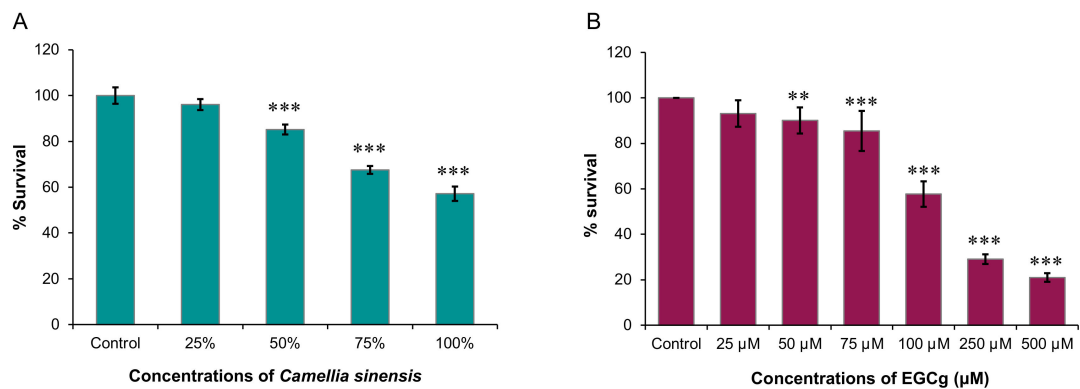 A
120
100
80
60
40
20
0
% Survival
***
***
***
Control 25% 50% 75% 100%
Concentrations of Camellia sinensis
B
120
100
80
60
40
20
0
% survival
**
***
***
***
***
Control 25 µM 50 µM 75 µM 100 µM 250 µM 500 µM
Concentrations of EGCg (µM)